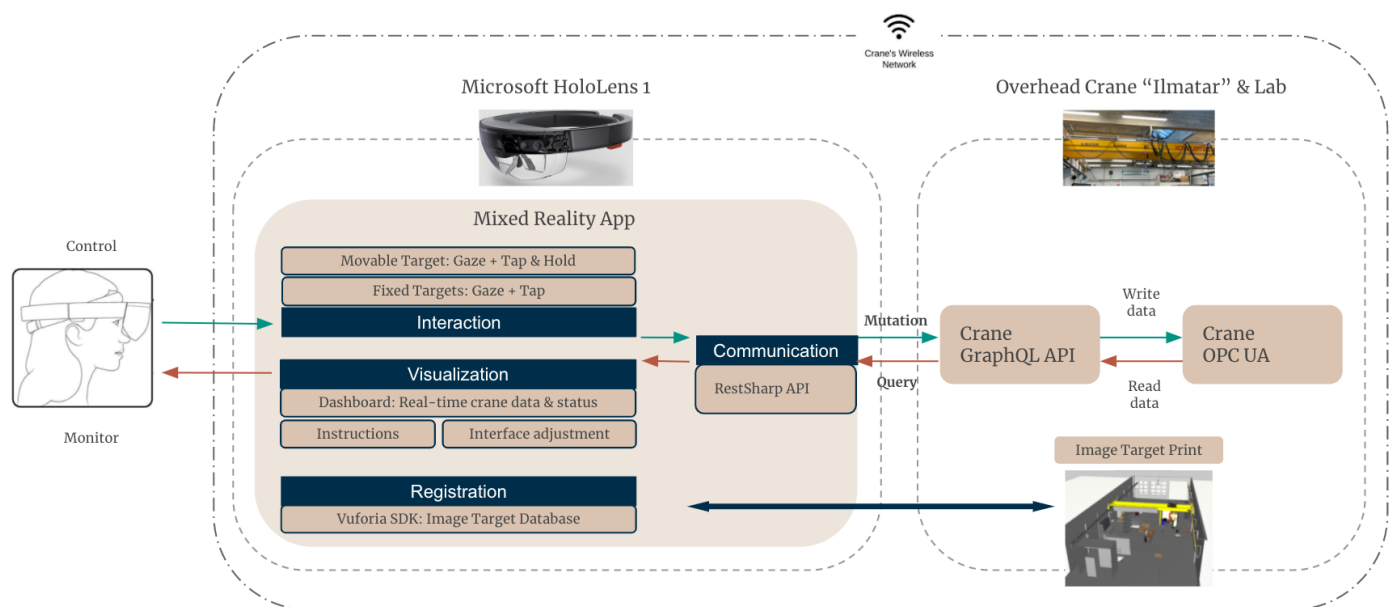 Crane's Wireless
Network
Microsoft HoloLens 1
Overhead Crane “Ilmatar” & Lab
Mixed Reality App
Control
Monitor
Movable Target: Gaze + Tap & Hold
Fixed Targets: Gaze + Tap
Interaction
Visualization
Dashboard: Real-time crane data & status
Instructions
Interface adjustment
Registration
Vuforia SDK: Image Target Database
Communication
RestSharp API
Mutation
Query
Crane
GraphQL API
Write
data
Read
data
Crane
OPC UA
Image Target Print